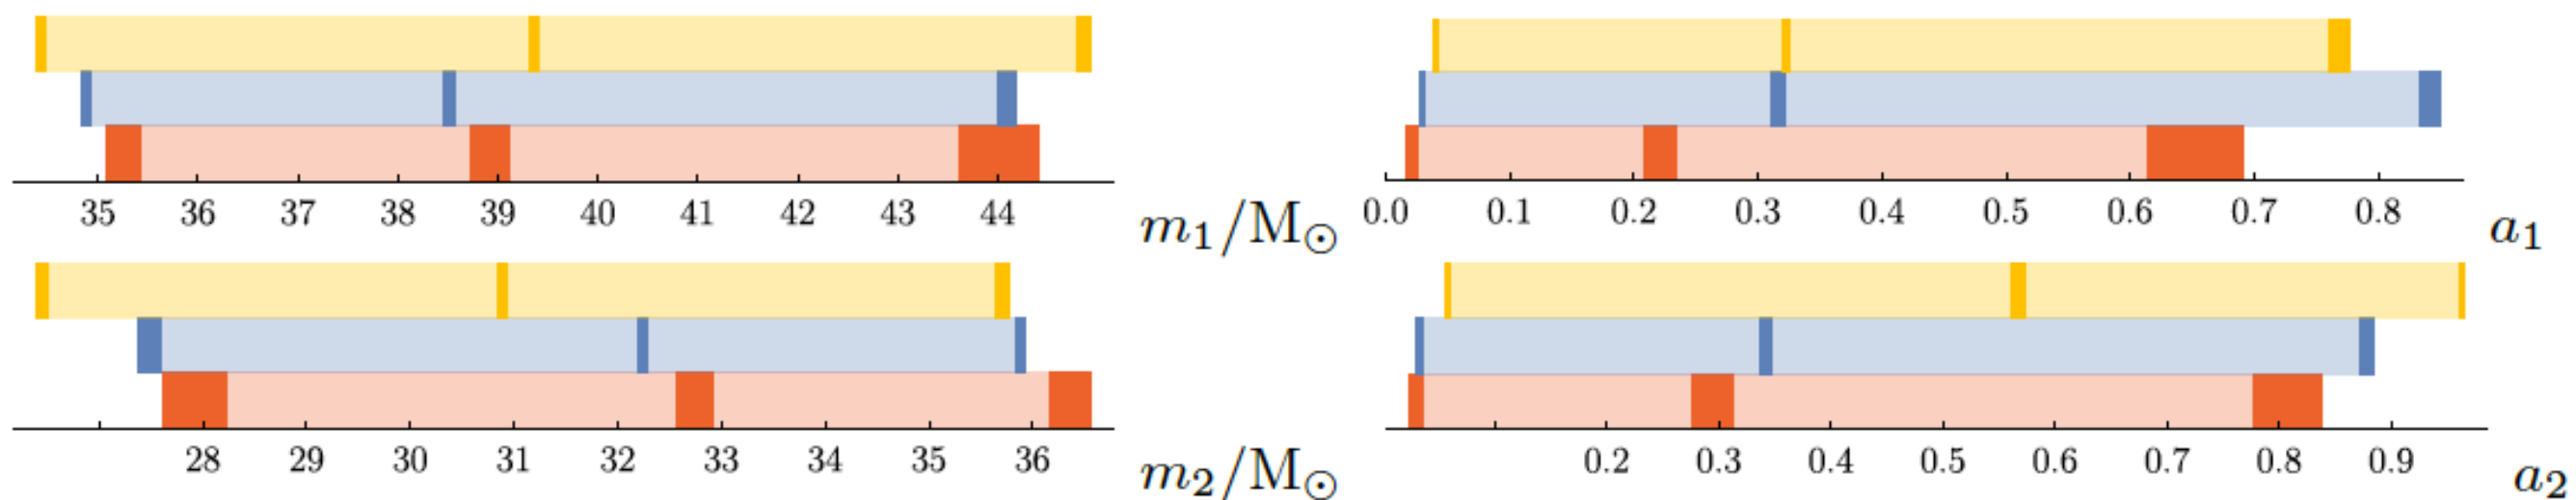 35 36 37 38 39 40 41 42 43 44
m₁/M⊙
0.0 0.1 0.2 0.3 0.4 0.5 0.6 0.7 0.8
a₁
28 29 30 31 32 33 34 35 36
m₂/M⊙
0.2 0.3 0.4 0.5 0.6 0.7 0.8 0.9
a₂